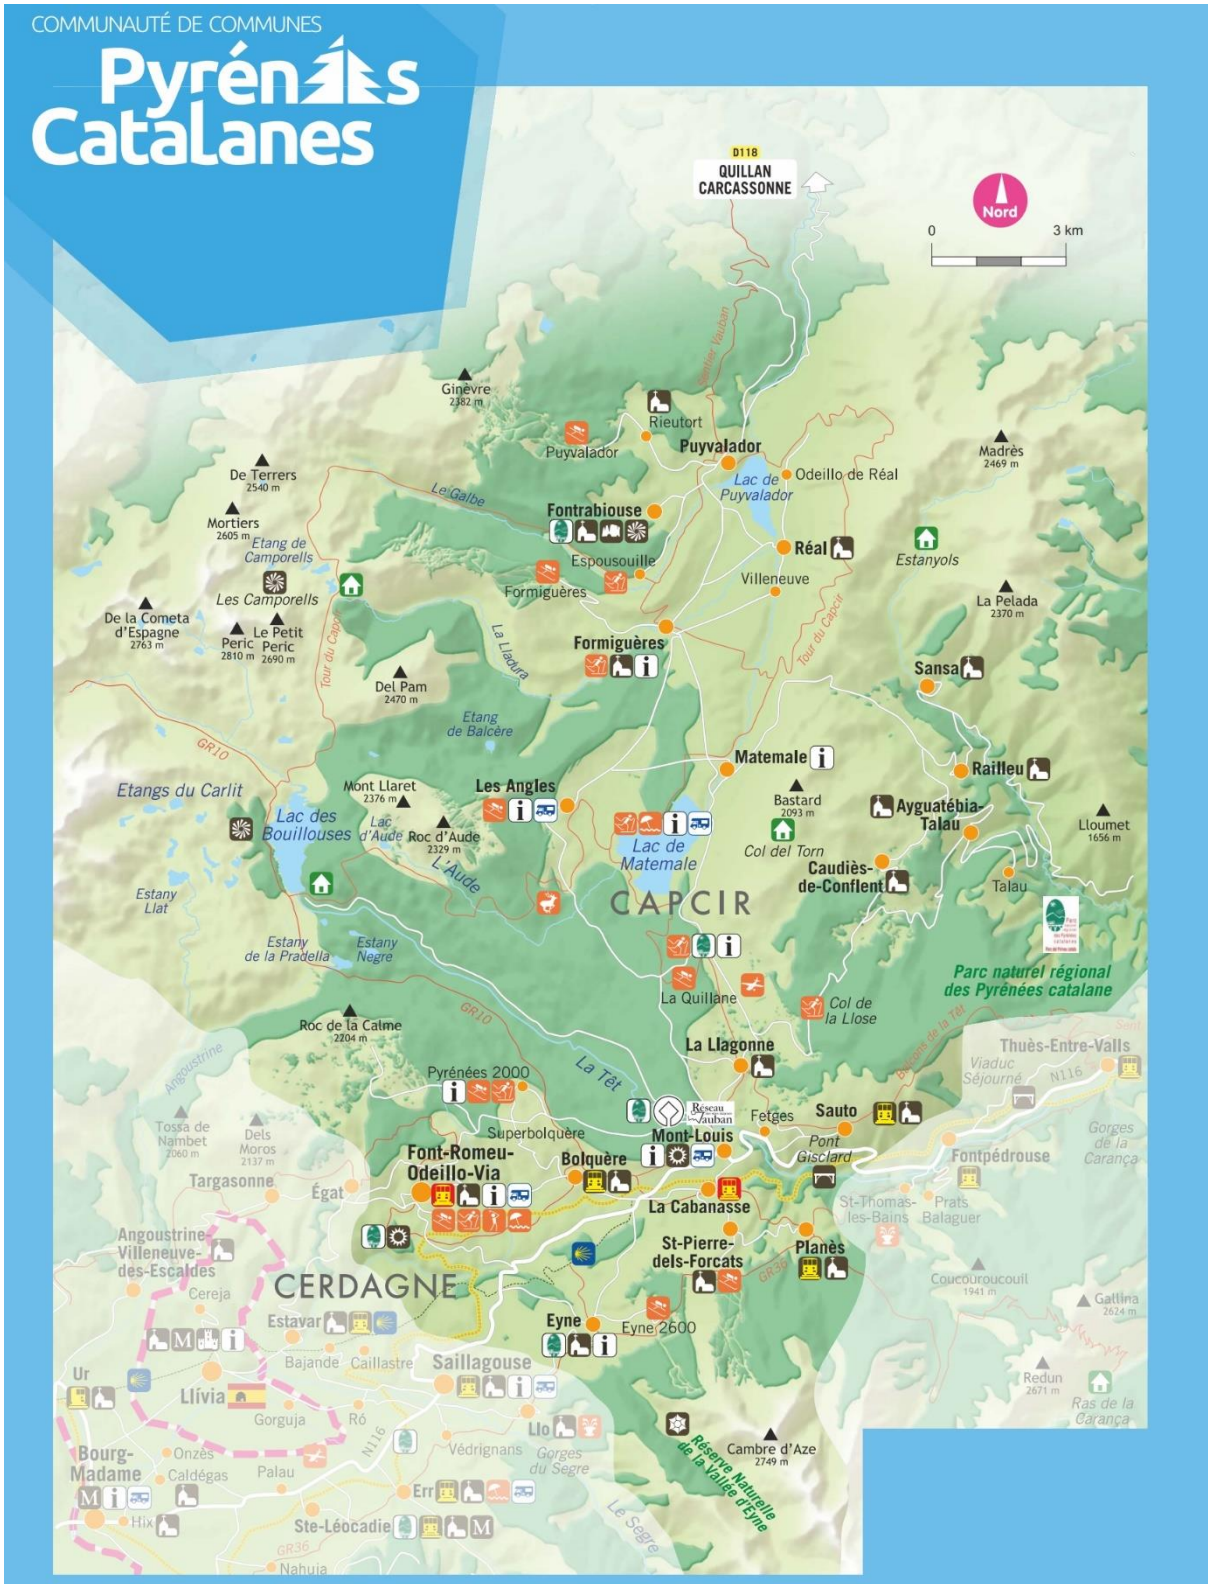 COMMUNAUTÉ DE COMMUNES
Pyrénées
Catalanes
D118
QUILLAN
CARCASSONNE
Nord
0 3 km
Sentier Vauban
Ginèvre
2382 m
Rieutort
Puyvalador
Puyvalador
Madrès
2469 m
De Terrers
2540 m
Odeillo de Réal
Lac de
Puyvalador
Le Galbe
Mortiers
2605 m
Fontrabiouse
Etang de
Camporells
Réal
Estanyols
Espousouille
Formiguères
Villeneuve
Les Camporells
La Pelada
2370 m
De la Cometa
d'Espagne
2763 m
Peric
2810 m
Le Petit
Peric
2690 m
Tour du Capcir
La Lladura
Formiguères
Tour du Capcir
Sansa
Del Pam
2470 m
Etang
de Balcère
GR10
Matemale
i
Railleu
Etangs du Carlit
Mont Llaret
2376 m
Les Angles
i
Bastard
2093 m
Ayguatébia-
Talau
Lac des
Bouillouses
Lac
d'Aude
Roc d'Aude
2329 m
Lloumet
1656 m
L'Aude
Lac de
Matemale
Col del Torn
Caudiès-
de-Conflent
Talau
Estany
Llat
CAPCIR
Estany
de la Pradella
Estany
Negre
Parc naturel régional
des Pyrénées catalane
La Quillane
Col de
la Llose
GR10
Roc de la Calme
2204 m
Balcons de la Têt
La Llagonne
Thuès-Entre-Valls
Viaduc
Séjourné
N116
Angoustrine
Pyrénées 2000
La Têt
Réseau
Vauban
Fetges
Sauto
Tossa de
Nambet
2060 m
Dels
Moros
2137 m
Superbolquère
Mont-Louis
Pont
Gisclard
Gorges
de la
Carança
Font-Romeu-
Odeillo-Via
Bolquère
Fontpédrouse
Targasonne
Égat
La Cabanasse
St-Thomas-
les-Bains
Prats
Balaguer
Angoustrine-
Villeneuve-
des-Escaldes
St-Pierre-
dels-Forcats
GR36
Planès
Coucouroucouil
1941 m
CERDAGNE
Cereja
Gallina
2624 m
Estavar
Eyne
Eyne 2600
Bajande
Caillastre
Saillagouse
Ur
Llívia
Redun
2671 m
Ras de la
Carança
Gorguja
Ró
Llo
N116
Védrignans
Gorges
du Segre
Réserve Naturelle
de la Vallée d'Eyne
Cambre d'Aze
2749 m
Bourg-
Madame
Onzès
Caldégas
Palau
Err
Hix
Ste-Léocadie
Le Segre
GR36
Nahuja